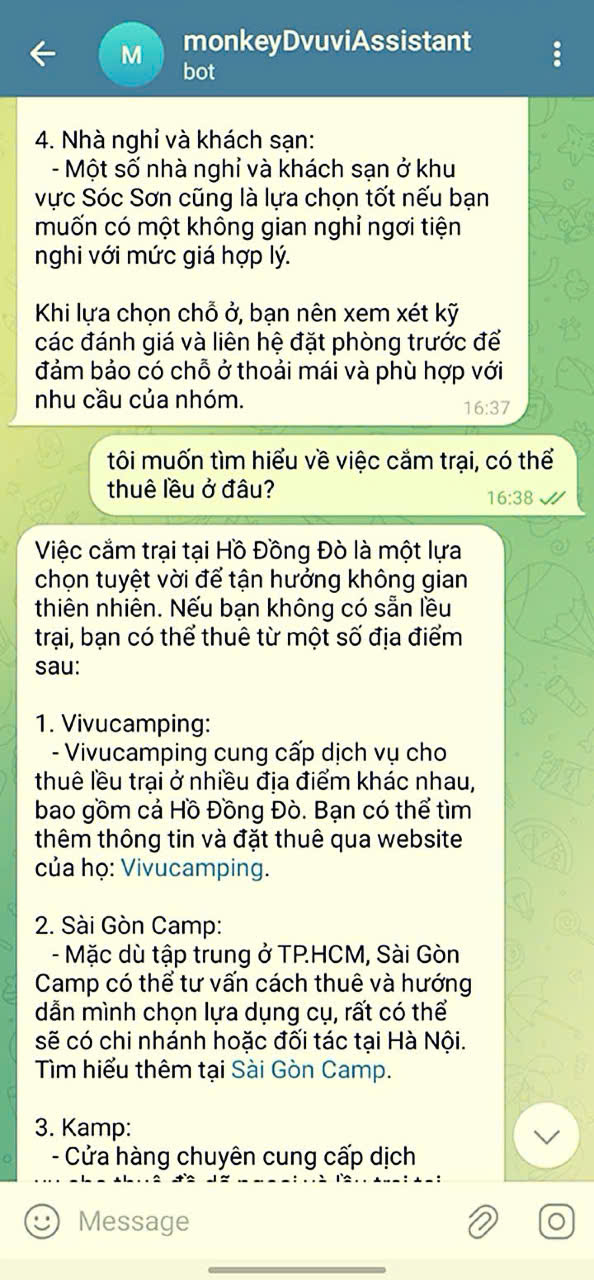 monkeyDvuviAssistant
M
bot
4. Nhà nghỉ và khách sạn:
- Một số nhà nghỉ và khách sạn ở khu
vực Sóc Sơn cũng là lựa chọn tốt nếu bạn
muốn có một không gian nghỉ ngơi tiện
nghi với mức giá hợp lý.
Khi lựa chọn chỗ ở, bạn nên xem xét kỹ
các đánh giá và liên hệ đặt phòng trước để
đảm bảo có chỗ ở thoải mái và phù hợp với
nhu cầu của nhóm.
16:37
tôi muốn tìm hiểu về việc cắm trại, có thể
thuê lều ở đâu?
16:38
Việc cắm trại tại Hồ Đồng Đò là một lựa
chọn tuyệt vời để tận hưởng không gian
thiên nhiên. Nếu bạn không có sẵn lều
trại, bạn có thể thuê từ một số địa điểm
sau:
1. Vivucamping:
- Vivucamping cung cấp dịch vụ cho
thuê lều trại ở nhiều địa điểm khác nhau,
bao gồm cả Hồ Đồng Đò. Bạn có thể tìm
thêm thông tin và đặt thuê qua website
của họ: Vivucamping.
2. Sài Gòn Camp:
- Mặc dù tập trung ở TP.HCM, Sài Gòn
Camp có thể tư vấn cách thuê và hướng
dẫn mình chọn lựa dụng cụ, rất có thể
sẽ có chi nhánh hoặc đối tác tại Hà Nội.
Tìm hiểu thêm tại Sài Gòn Camp.
3. Kamp:
- Cửa hàng chuyên cung cấp dịch
Message